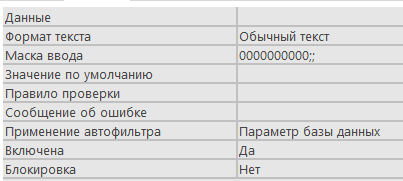 Данные
Формат текста Обычный текст
Маска ввода 0000000000;;
Значение по умолчанию
Правило проверки
Сообщение об ошибке
Применение автофильтра Параметр базы данных
Включена Да
Блокировка Нет